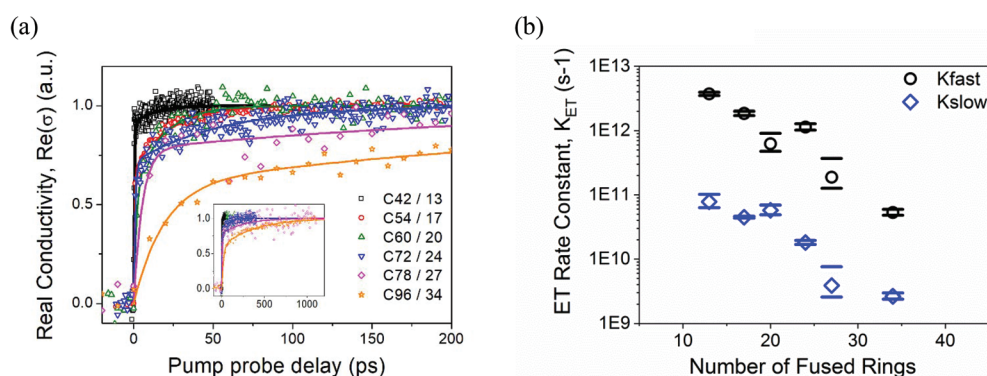 (a)
Real Conductivity, Re(σ) (a.u.)
1.0
0.5
0.0
-20
0
50
100
150
200
Pump probe delay (ps)
C42 / 13
C54 / 17
C60 / 20
C72 / 24
C78 / 27
C96 / 34
1.0
0.5
0.0
0
500
1000
(b)
ET Rate Constant, K_ET (s-1)
1E13
1E12
1E11
1E10
1E9
10
20
30
40
Number of Fused Rings
Kfast
Kslow